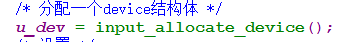 /* 分配一个device结构体 */
u_dev = input_allocate_device();